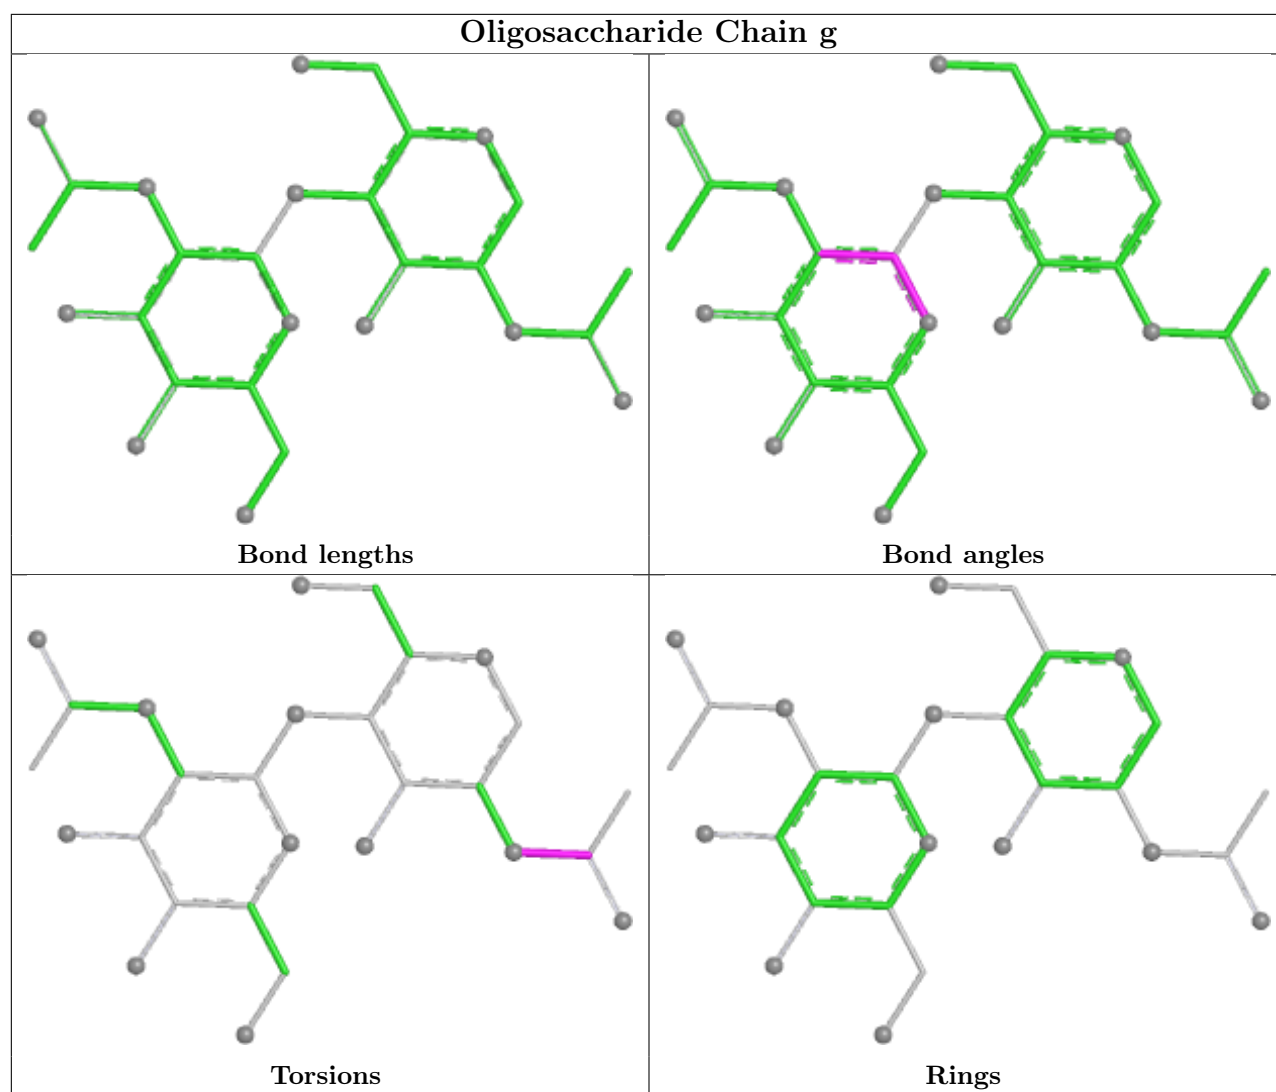 Oligosaccharide Chain g
Bond lengths
Bond angles
Torsions
Rings